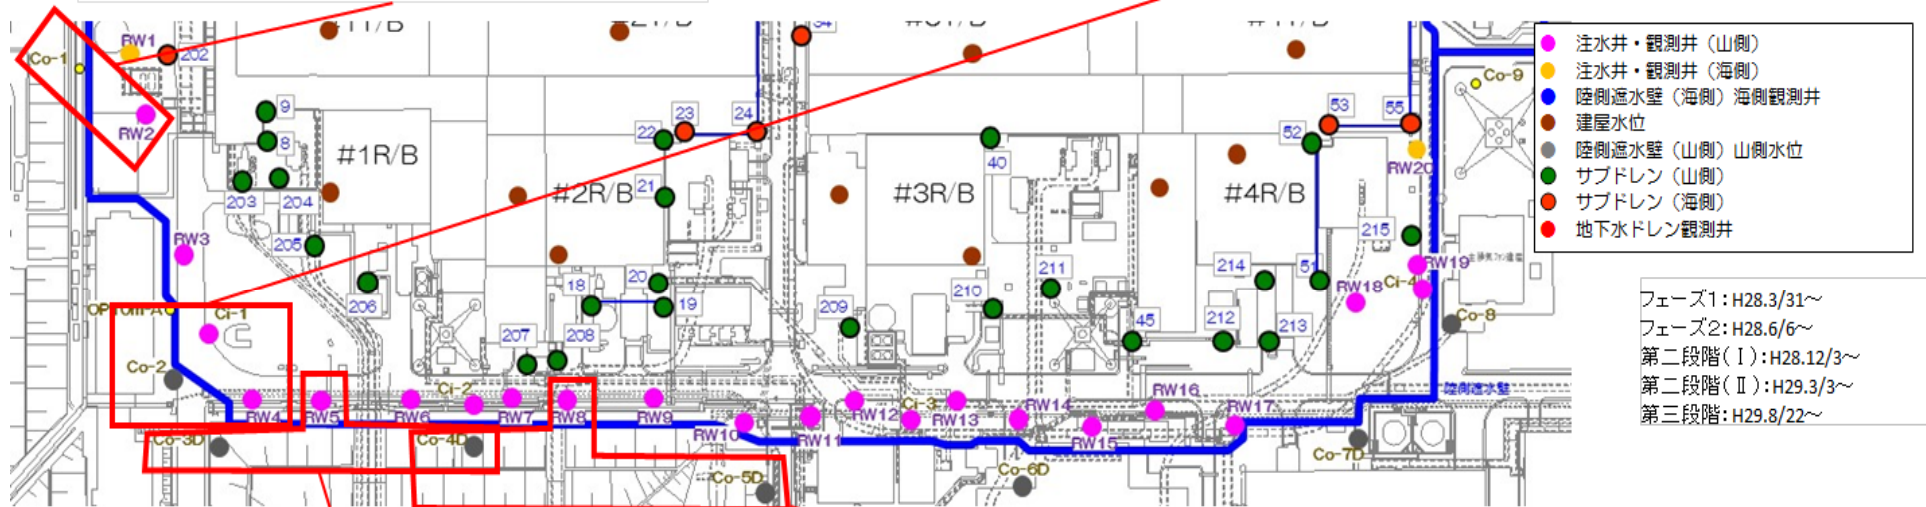 RW1
Co-1
202
RW2
34
9
8
#1R/B
203
204
205
206
RW3
OP10m-A
Ci-1
Co-2
22
23
24
21
#2R/B
20
18
19
207
208
209
40
#3R/B
210
211
45
52
53
55
RW20
#4R/B
215
214
51
212
213
RW18
Ci-4
RW19
Co-9
Co-8
RW4
RW5
RW6
Ci-2
RW7
RW8
RW9
RW10
RW11
RW12
Ci-3
RW13
RW14
RW15
RW16
RW17
陸側遮水壁
Co-3D
Co-4D
Co-5D
Co-6D
Co-7D
注水井・観測井(山側)
注水井・観測井(海側)
陸側遮水壁(海側)海側観測井
建屋水位
陸側遮水壁(山側)山側水位
サブドレン(山側)
サブドレン(海側)
地下水ドレン観測井
フェーズ1:H28.3/31~
フェーズ2:H28.6/6~
第二段階(Ⅰ):H28.12/3~
第二段階(Ⅱ):H29.3/3~
第三段階:H29.8/22~